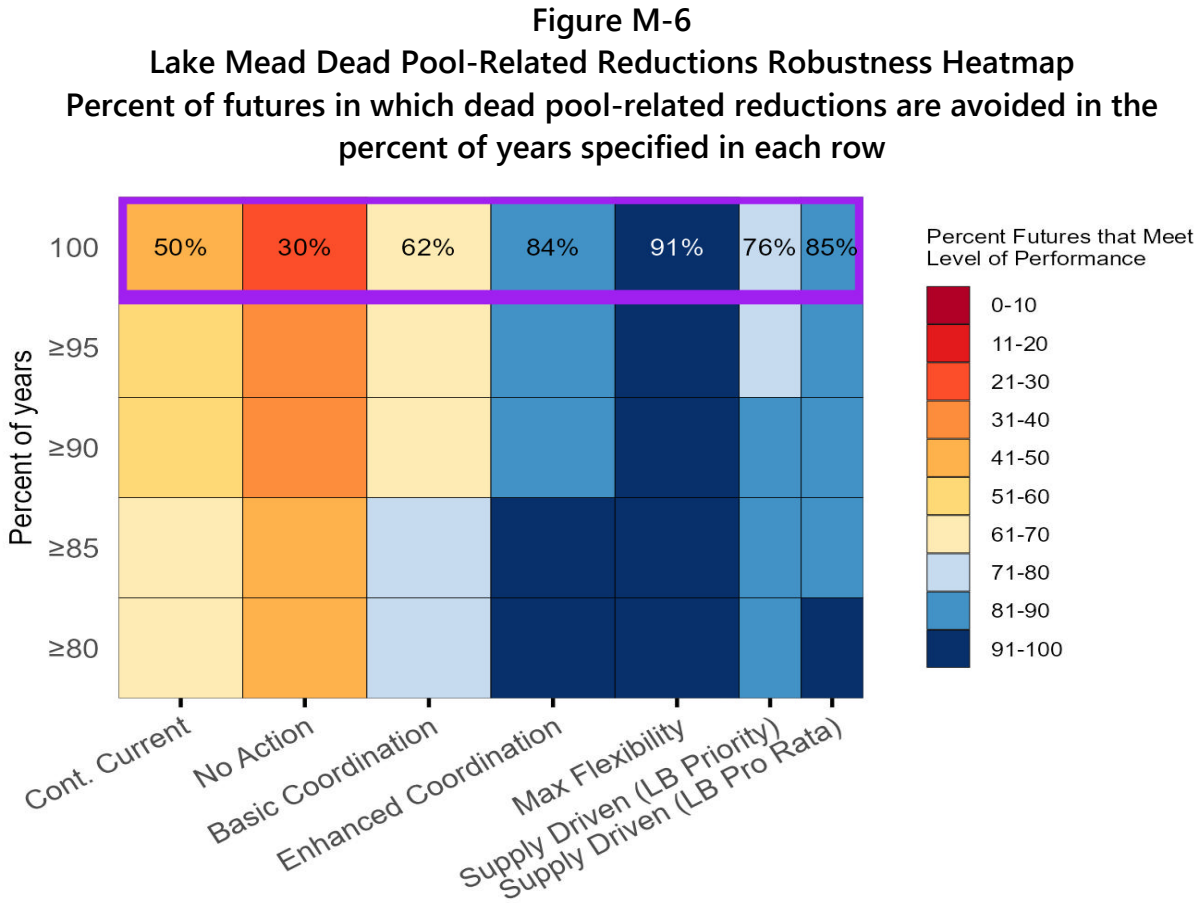 Figure M-6
Lake Mead Dead Pool-Related Reductions Robustness Heatmap
Percent of futures in which dead pool-related reductions are avoided in the
percent of years specified in each row
Percent of years
100
≥95
≥90
≥85
≥80
50%
30%
62%
84%
91%
76%
85%
Cont. Current
No Action
Basic Coordination
Enhanced Coordination
Max Flexibility
Supply Driven (LB Priority)
Supply Driven (LB Pro Rata)
Percent Futures that Meet
Level of Performance
0-10
11-20
21-30
31-40
41-50
51-60
61-70
71-80
81-90
91-100